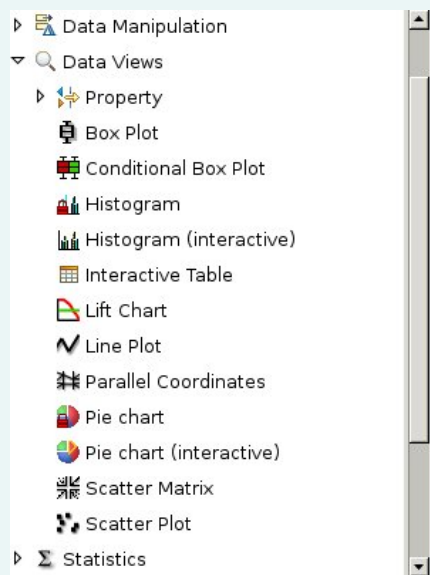 Data Manipulation
Data Views
Property
Box Plot
Conditional Box Plot
Histogram
Histogram (interactive)
Interactive Table
Lift Chart
Line Plot
Parallel Coordinates
Pie chart
Pie chart (interactive)
Scatter Matrix
Scatter Plot
Σ Statistics